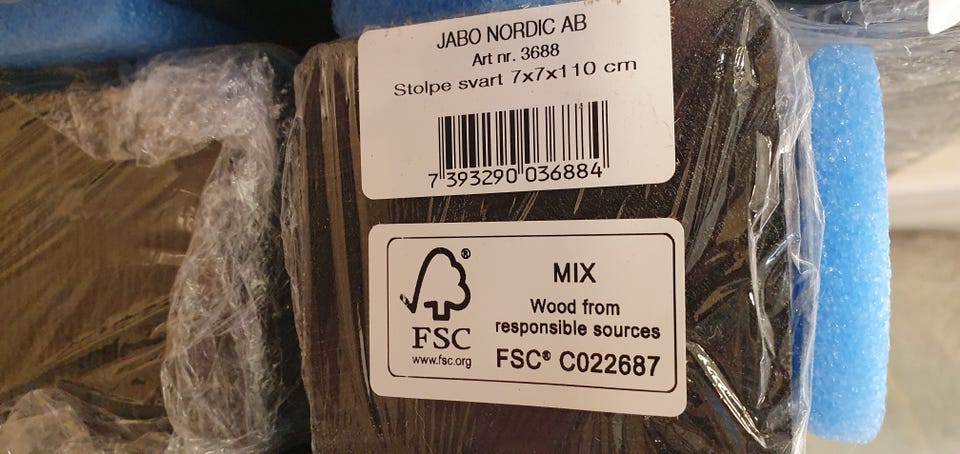 JABO NORDIC AB
Art nr. 3688
Stolpe svart 7x7x110 cm
7 393290 036884
®
FSC
www.fsc.org
MIX
Wood from
responsible sources
FSC® C022687